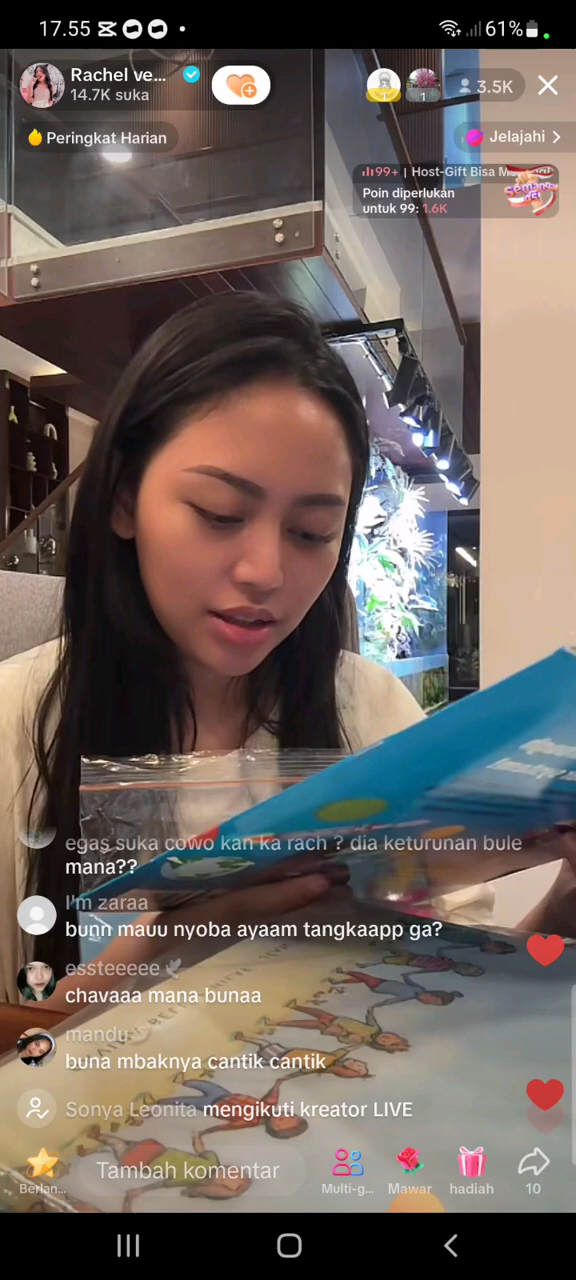 17.55
61%
Rachel ve...
14.7K suka
3.5K
Peringkat Harian
Jelajahi
99+ | Host-Gift Bisa M
Poin diperlukan
untuk 99: 1.6K
egas suka cowo kan ka rach ? dia keturunan bule
mana??
I'm zaraa
bunn mauu nyoba ayaam tangkaapp ga?
essteeeee
chavaaa mana bunaa
mandu
buna mbaknya cantik cantik
Sonya Leonita mengikuti kreator LIVE
Berlan...
Tambah komentar
Multi-g...
Mawar
hadiah
10